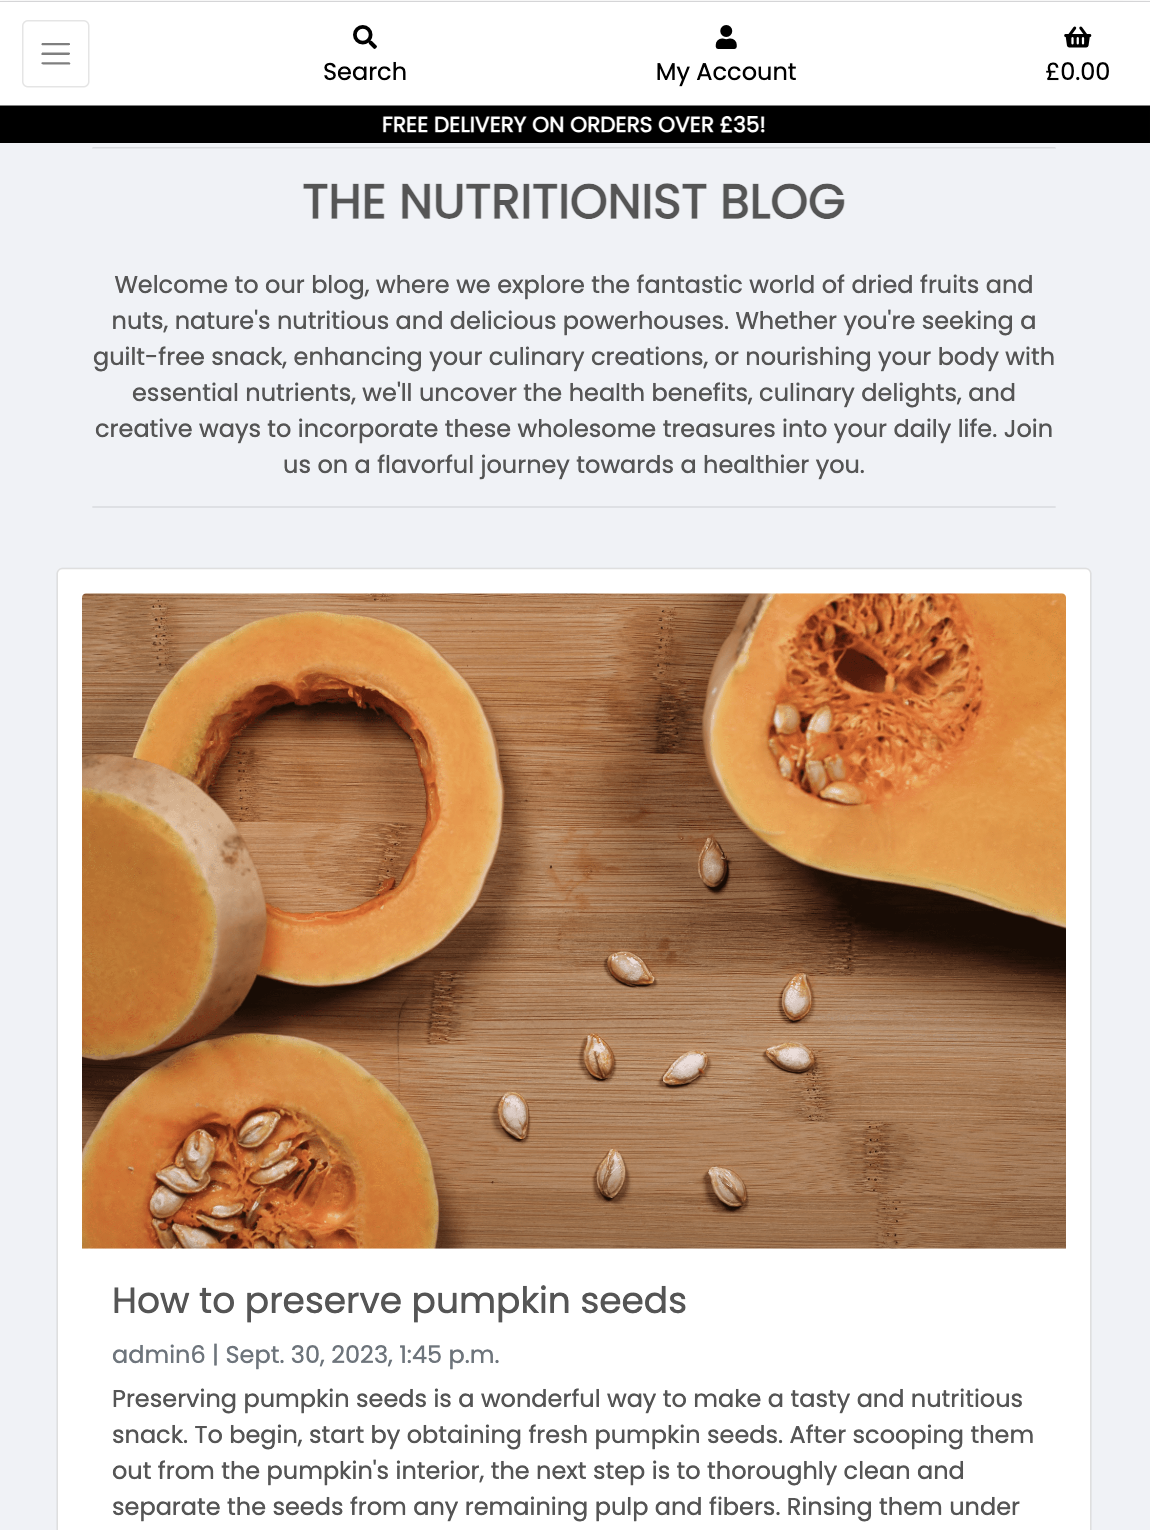 Search
My Account
£0.00
FREE DELIVERY ON ORDERS OVER £35!
THE NUTRITIONIST BLOG
Welcome to our blog, where we explore the fantastic world of dried fruits and
nuts, nature's nutritious and delicious powerhouses. Whether you're seeking a
guilt-free snack, enhancing your culinary creations, or nourishing your body with
essential nutrients, we'll uncover the health benefits, culinary delights, and
creative ways to incorporate these wholesome treasures into your daily life. Join
us on a flavorful journey towards a healthier you.
How to preserve pumpkin seeds
admin6 | Sept. 30, 2023, 1:45 p.m.
Preserving pumpkin seeds is a wonderful way to make a tasty and nutritious
snack. To begin, start by obtaining fresh pumpkin seeds. After scooping them
out from the pumpkin's interior, the next step is to thoroughly clean and
separate the seeds from any remaining pulp and fibers. Rinsing them under